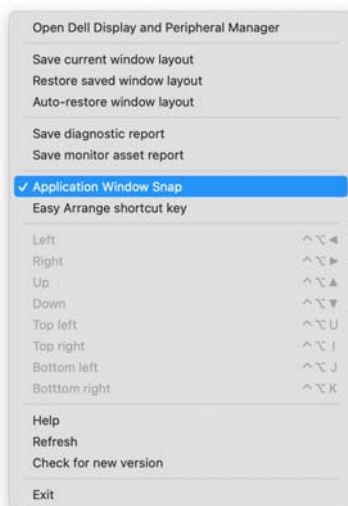 Open Dell Display and Peripheral Manager
Save current window layout
Restore saved window layout
Auto-restore window layout
Save diagnostic report
Save monitor asset report
✓ Application Window Snap
Easy Arrange shortcut key
Left ^⌥◀
Right ^⌥▶
Up ^⌥▲
Down ^⌥▼
Top left ^⌥U
Top right ^⌥I
Bottom left ^⌥J
Botttom right ^⌥K
Help
Refresh
Check for new version
Exit